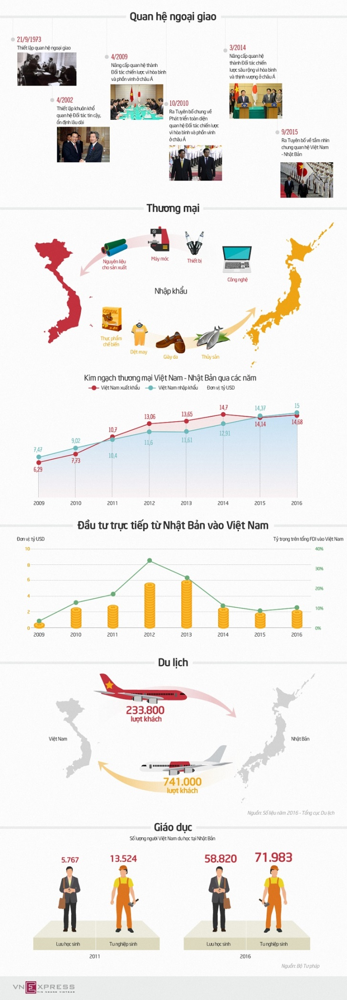 Quan hệ ngoại giao
21/9/1973
Thiết lập quan hệ ngoại giao
4/2002
Thiết lập khuôn khổ
quan hệ Đối tác tin cậy,
ổn định lâu dài
4/2009
Nâng cấp quan hệ thành
Đối tác chiến lược vì hòa bình
và phồn vinh ở châu Á
10/2010
Ra Tuyên bố chung về
Phát triển toàn diện
quan hệ Đối tác chiến lược
vì hòa bình và phồn vinh
ở châu Á
3/2014
Nâng cấp quan hệ
thành Đối tác chiến
lược sâu rộng vì hòa bình
và thịnh vượng ở châu Á
9/2015
Ra Tuyên bố về tầm nhìn
chung quan hệ Việt Nam
- Nhật Bản
Thương mại
Nguyên liệu
cho sản xuất
Máy móc
Thiết bị
Công nghệ
Nhập khẩu
CEREAL
Thực phẩm
chế biến
Dệt may
Giày da
Thủy sản
Kim ngạch thương mại Việt Nam - Nhật Bản qua các năm
Việt Nam xuất khẩu Việt Nam nhập khẩu Đơn vị: tỷ USD
7,47 9,02 10,7 13,06 13,65 14,7 14,37 15
6,29 7,73 10,4 11,6 11,61 12,91 14,14 14,68
2009 2010 2011 2012 2013 2014 2015 2016
Đầu tư trực tiếp từ Nhật Bản vào Việt Nam
Đơn vị: tỷ USD Tỷ trọng trên tổng FDI vào Việt Nam
10 40%
8
30%
6
20%
4
10%
2
0 0%
2009 2010 2011 2012 2013 2014 2015 2016
Du lịch
233.800
lượt khách
Việt Nam
Nhật Bản
741.000
lượt khách
Nguồn: Số liệu năm 2016 - Tổng cục Du lịch
Giáo dục
Số lượng người Việt Nam du học tại Nhật Bản
5.767 13.524 58.820 71.983
Lưu học sinh Tu nghiệp sinh Lưu học sinh Tu nghiệp sinh
2011 2016
Nguồn: Bộ Tư pháp
VNEXPRESS
TIN NHANH VIETNAM